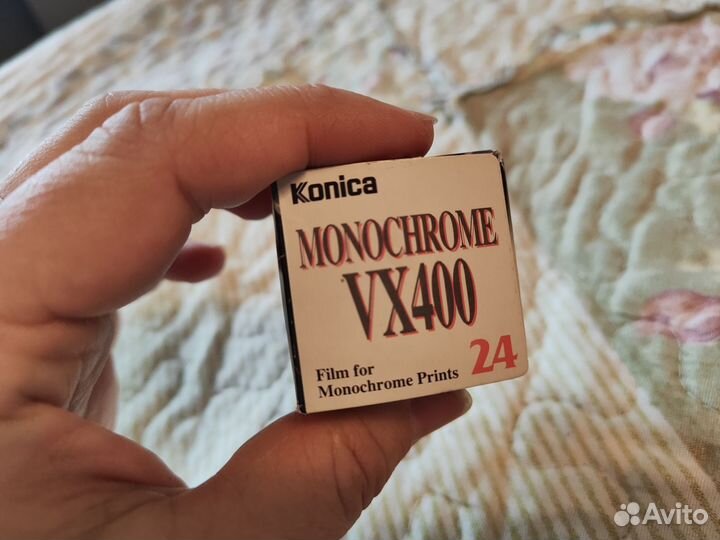 Konica
MONOCHROME
VX400
24
Film for
Monochrome Prints
Avito